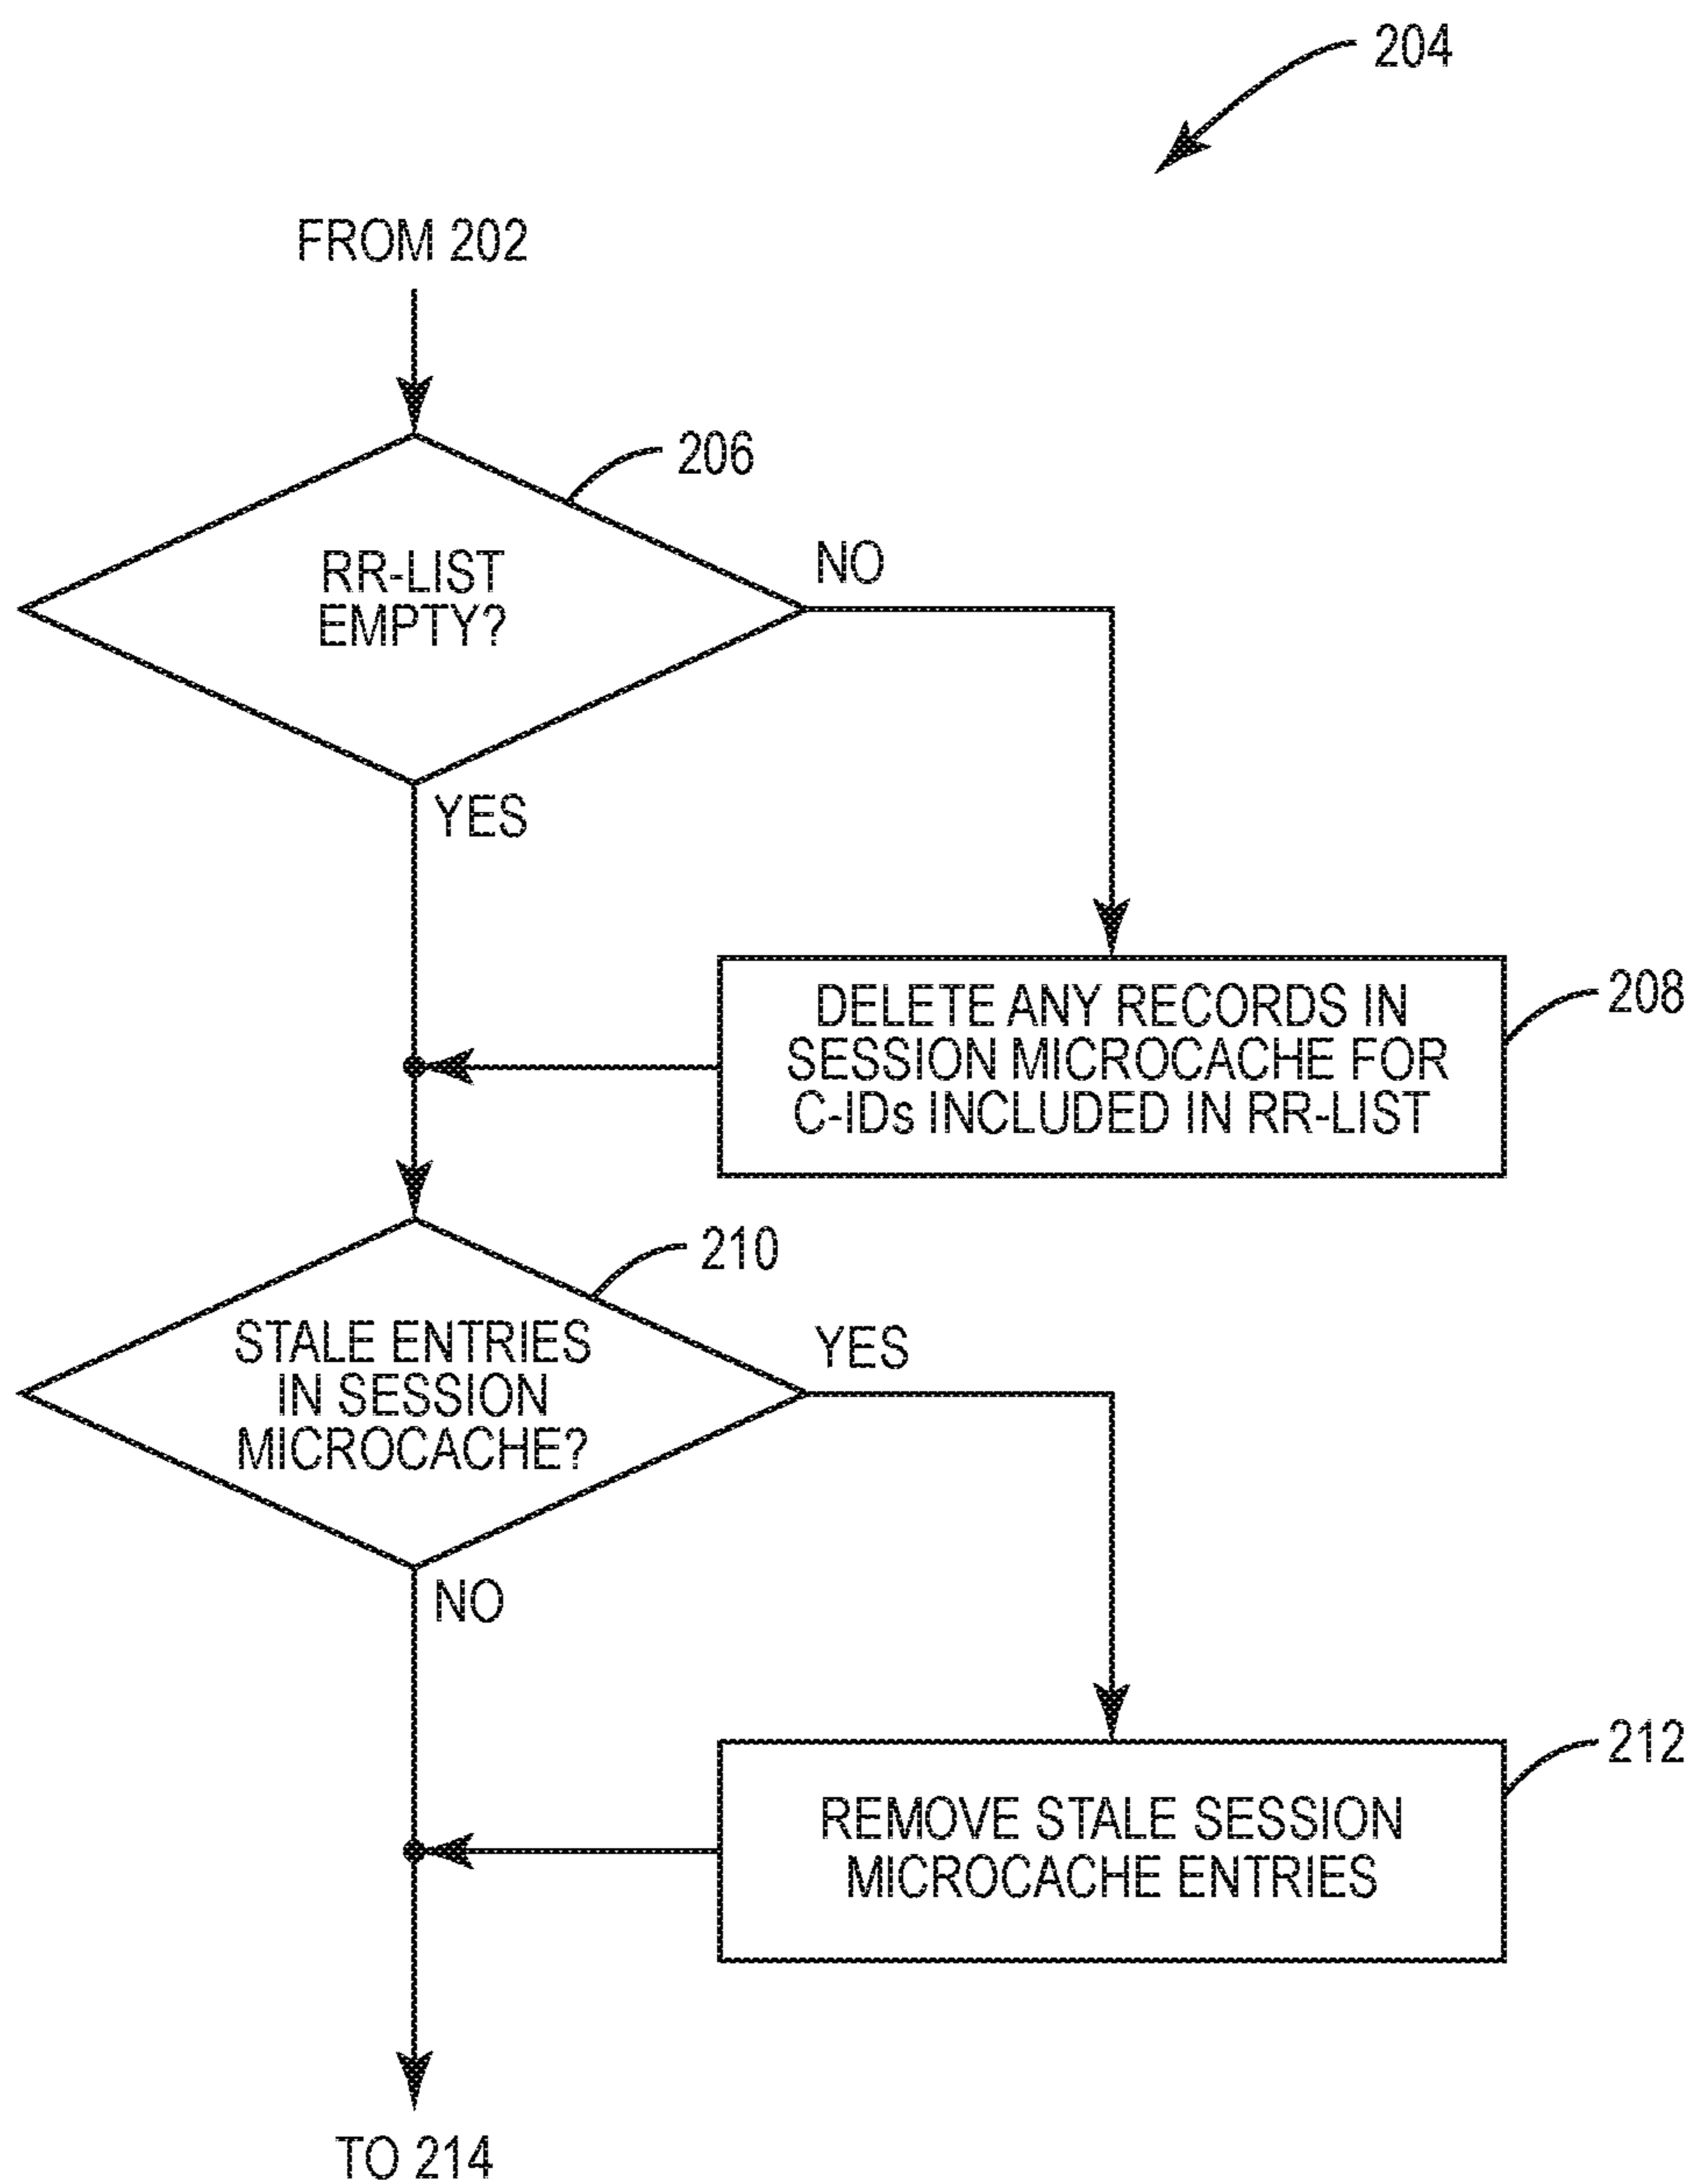 204
FROM 202
206
RR-LIST
EMPTY?
NO
YES
DELETE ANY RECORDS IN
SESSION MICROCACHE FOR
C-IDs INCLUDED IN RR-LIST
208
210
STALE ENTRIES
IN SESSION
MICROCACHE?
YES
NO
REMOVE STALE SESSION
MICROCACHE ENTRIES
212
TO 214